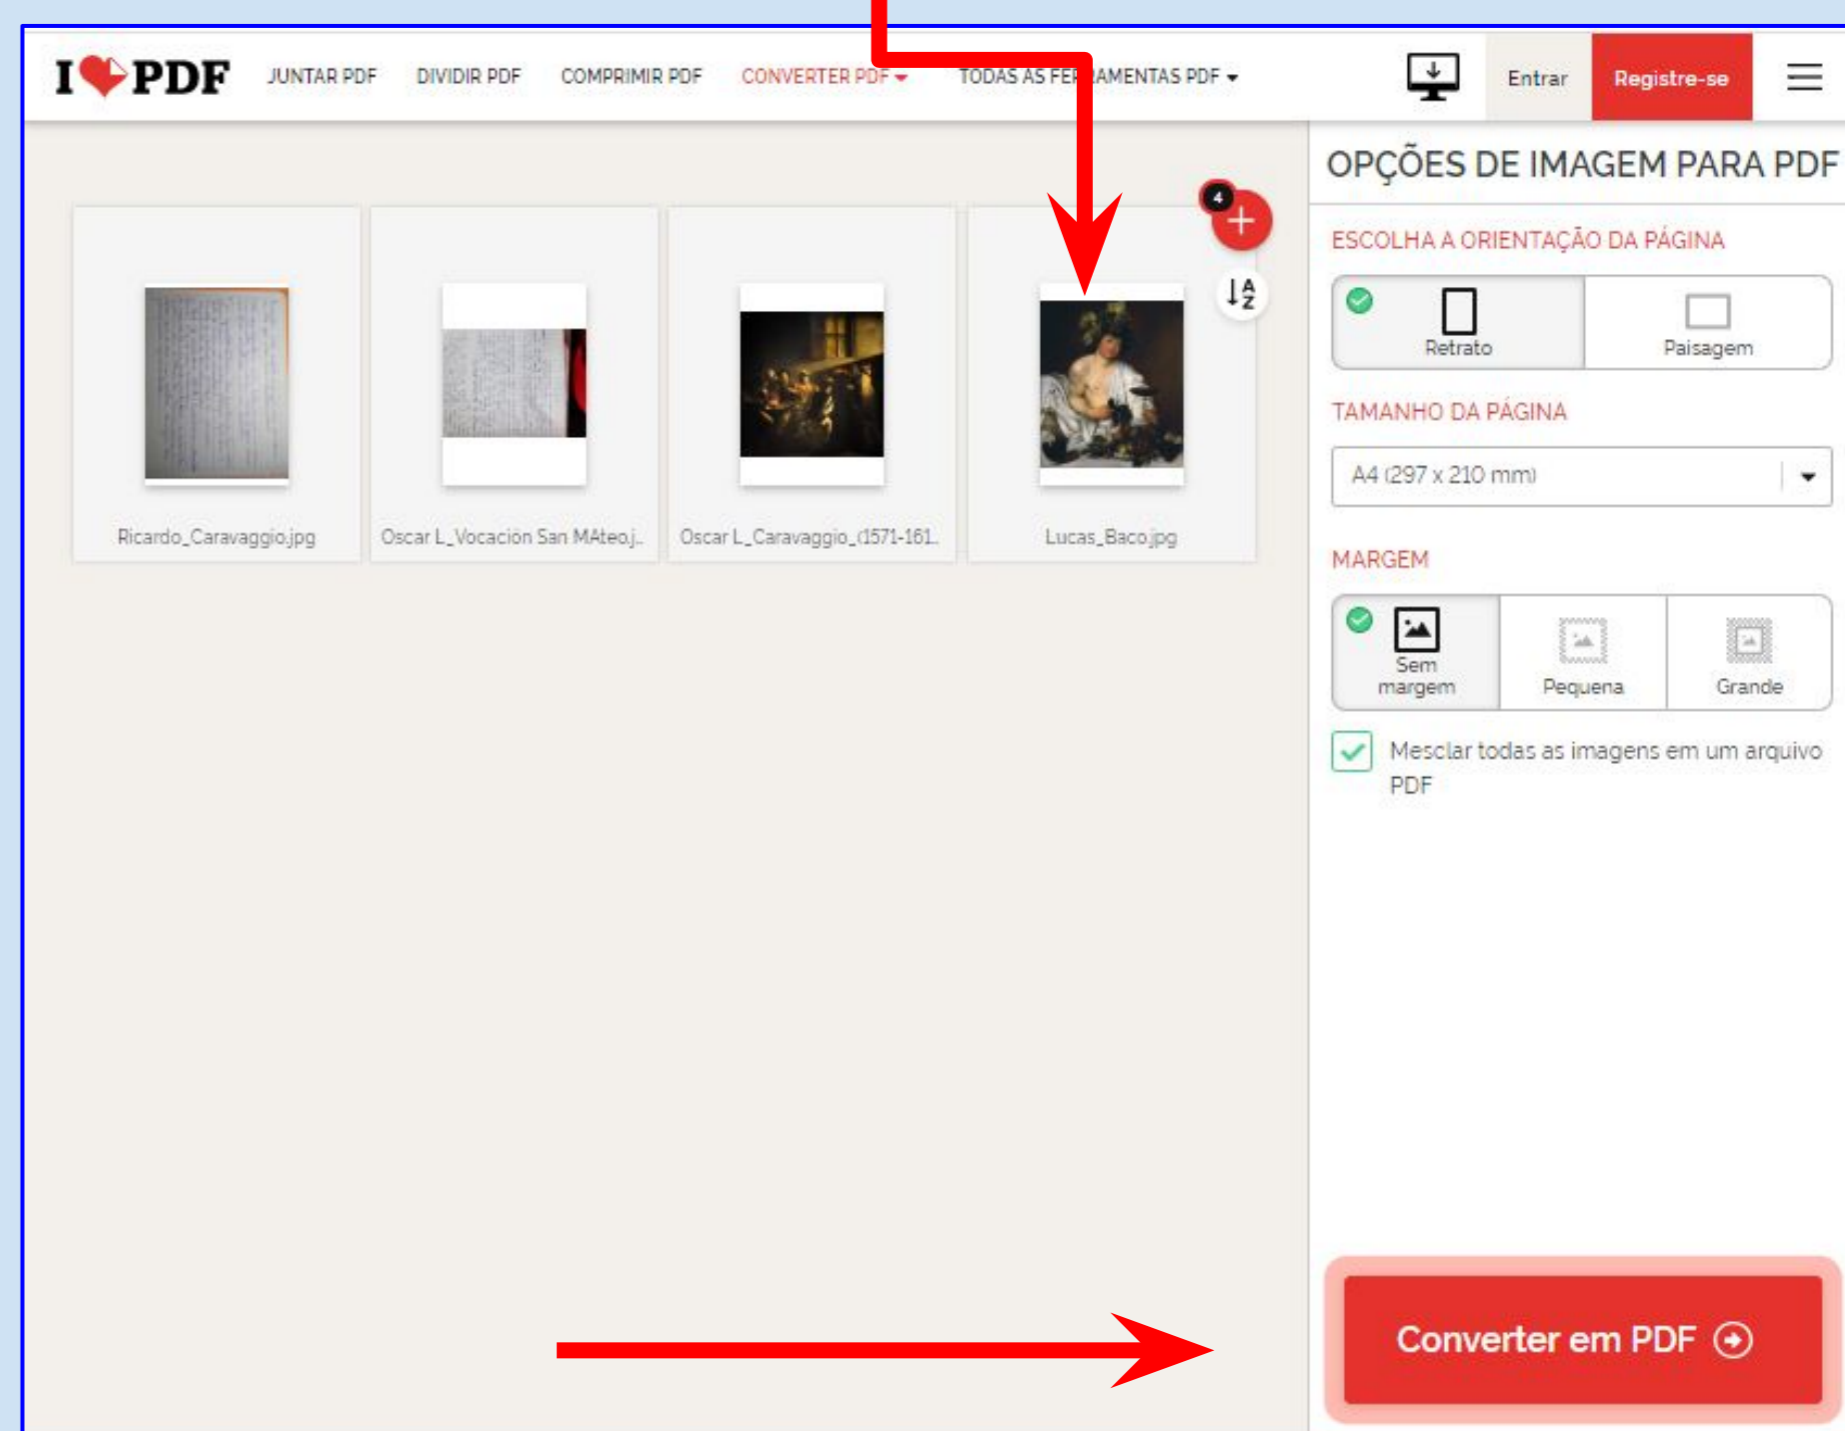 I PDF
JUNTAR PDF
DIVIDIR PDF
COMPRIMIR PDF
CONVERTER PDF
TODAS AS FERRAMENTAS PDF
Entrar
Registre-se
4
A
Z
Ricardo_Caravaggio.jpg
Oscar L_Vocación San MAteo.j...
Oscar L_Caravaggio_(1571-161...
Lucas_Baco.jpg
OPÇÕES DE IMAGEM PARA PDF
ESCOLHA A ORIENTAÇÃO DA PÁGINA
Retrato
Paisagem
TAMANHO DA PÁGINA
A4 (297 x 210 mm)
MARGEM
Sem
margem
Pequena
Grande
Mesclar todas as imagens em um arquivo
PDF
Converter em PDF